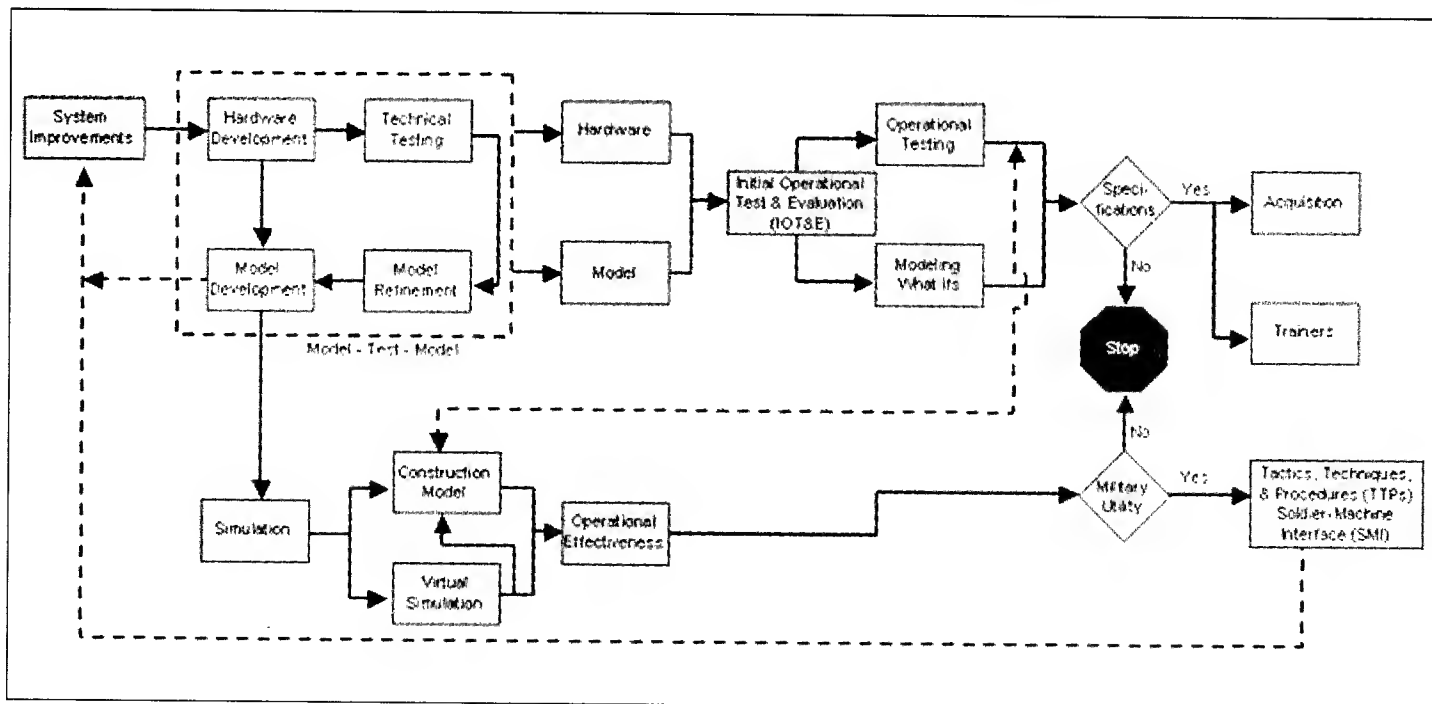 System
Improvements
Hardware
Development
Technical
Testing
Hardware
Operational
Testing
Initial Operational
Test & Evaluation
(IOT&E)
Speci-
fications
Yes
Acquisition
Model
Development
Model
Refinement
Model
Modeling
What Ifs
No
Model - Test - Model
Stop
Trainers
No
Construction
Model
Simulation
Operational
Effectiveness
Military
Utility
Yes
Tactics, Techniques,
& Procedures (TTPs)
Soldier-Machine
Interface (SMI)
Virtual
Simulation